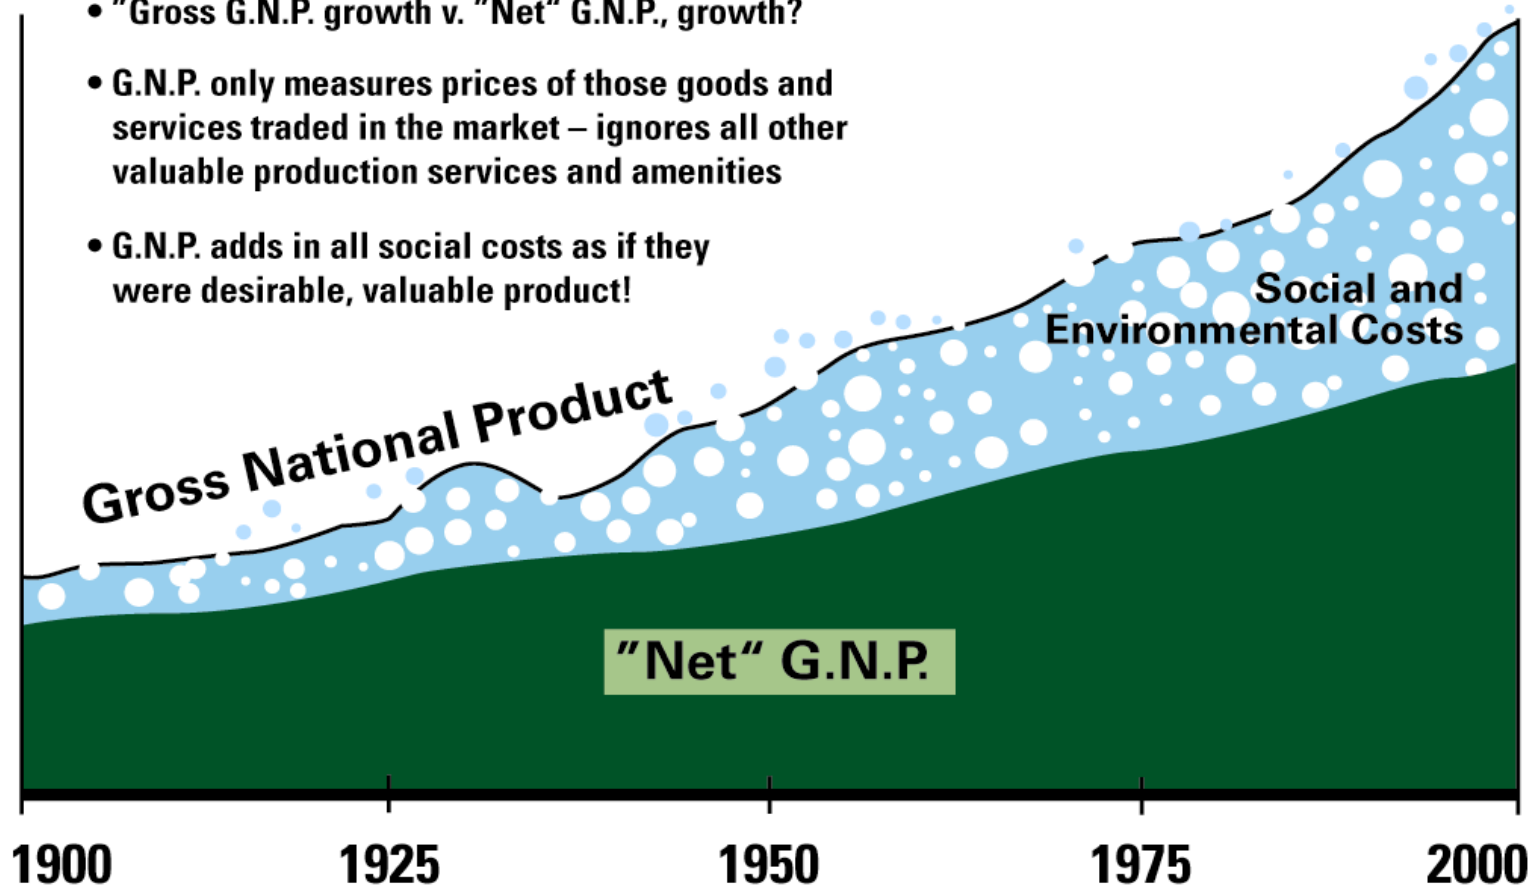 • ”Gross G.N.P. growth v. ”Net“ G.N.P., growth?
• G.N.P. only measures prices of those goods and
services traded in the market – ignores all other
valuable production services and amenities
• G.N.P. adds in all social costs as if they
were desirable, valuable product!
Gross National Product
Social and
Environmental Costs
”Net“ G.N.P.
1900 1925 1950 1975 2000